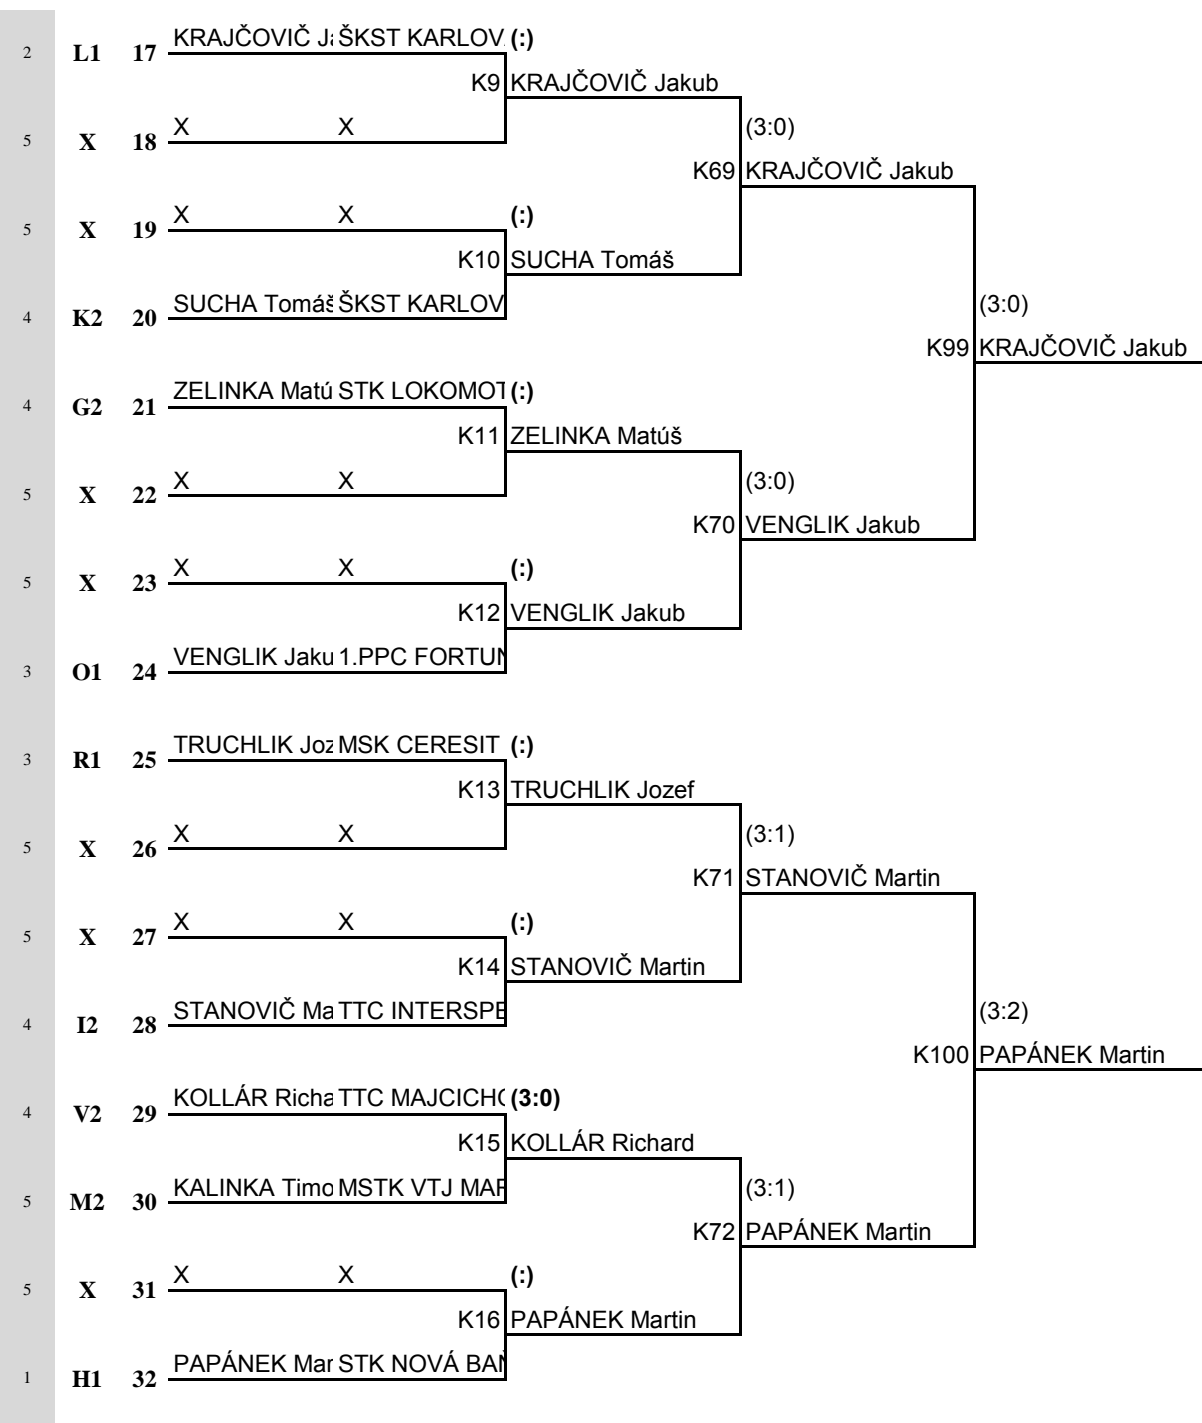 2 L1 17 KRAJČOVIČ Ja ŠKST KARLOV (:)
K9 KRAJČOVIČ Jakub
5 X 18 X X (3:0)
K69 KRAJČOVIČ Jakub
5 X 19 X X (:)
K10 SUCHA Tomáš
4 K2 20 SUCHA Tomáš ŠKST KARLOV (3:0)
K99 KRAJČOVIČ Jakub
4 G2 21 ZELINKA Matú STK LOKOMOT (:)
K11 ZELINKA Matúš
5 X 22 X X (3:0)
K70 VENGLIK Jakub
5 X 23 X X (:)
K12 VENGLIK Jakub
3 O1 24 VENGLIK Jaku 1.PPC FORTUN
3 R1 25 TRUCHLIK Joz MSK CERESIT (:)
K13 TRUCHLIK Jozef
5 X 26 X X (3:1)
K71 STANOVIČ Martin
5 X 27 X X (:)
K14 STANOVIČ Martin
4 I2 28 STANOVIČ Ma TTC INTERSPE (3:2)
K100 PAPÁNEK Martin
4 V2 29 KOLLÁR Richa TTC MAJCICHO (3:0)
K15 KOLLÁR Richard
5 M2 30 KALINKA Timo MSTK VTJ MAR (3:1)
K72 PAPÁNEK Martin
5 X 31 X X (:)
K16 PAPÁNEK Martin
1 H1 32 PAPÁNEK Mar STK NOVÁ BAŇ